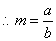 ∴ m = a/b